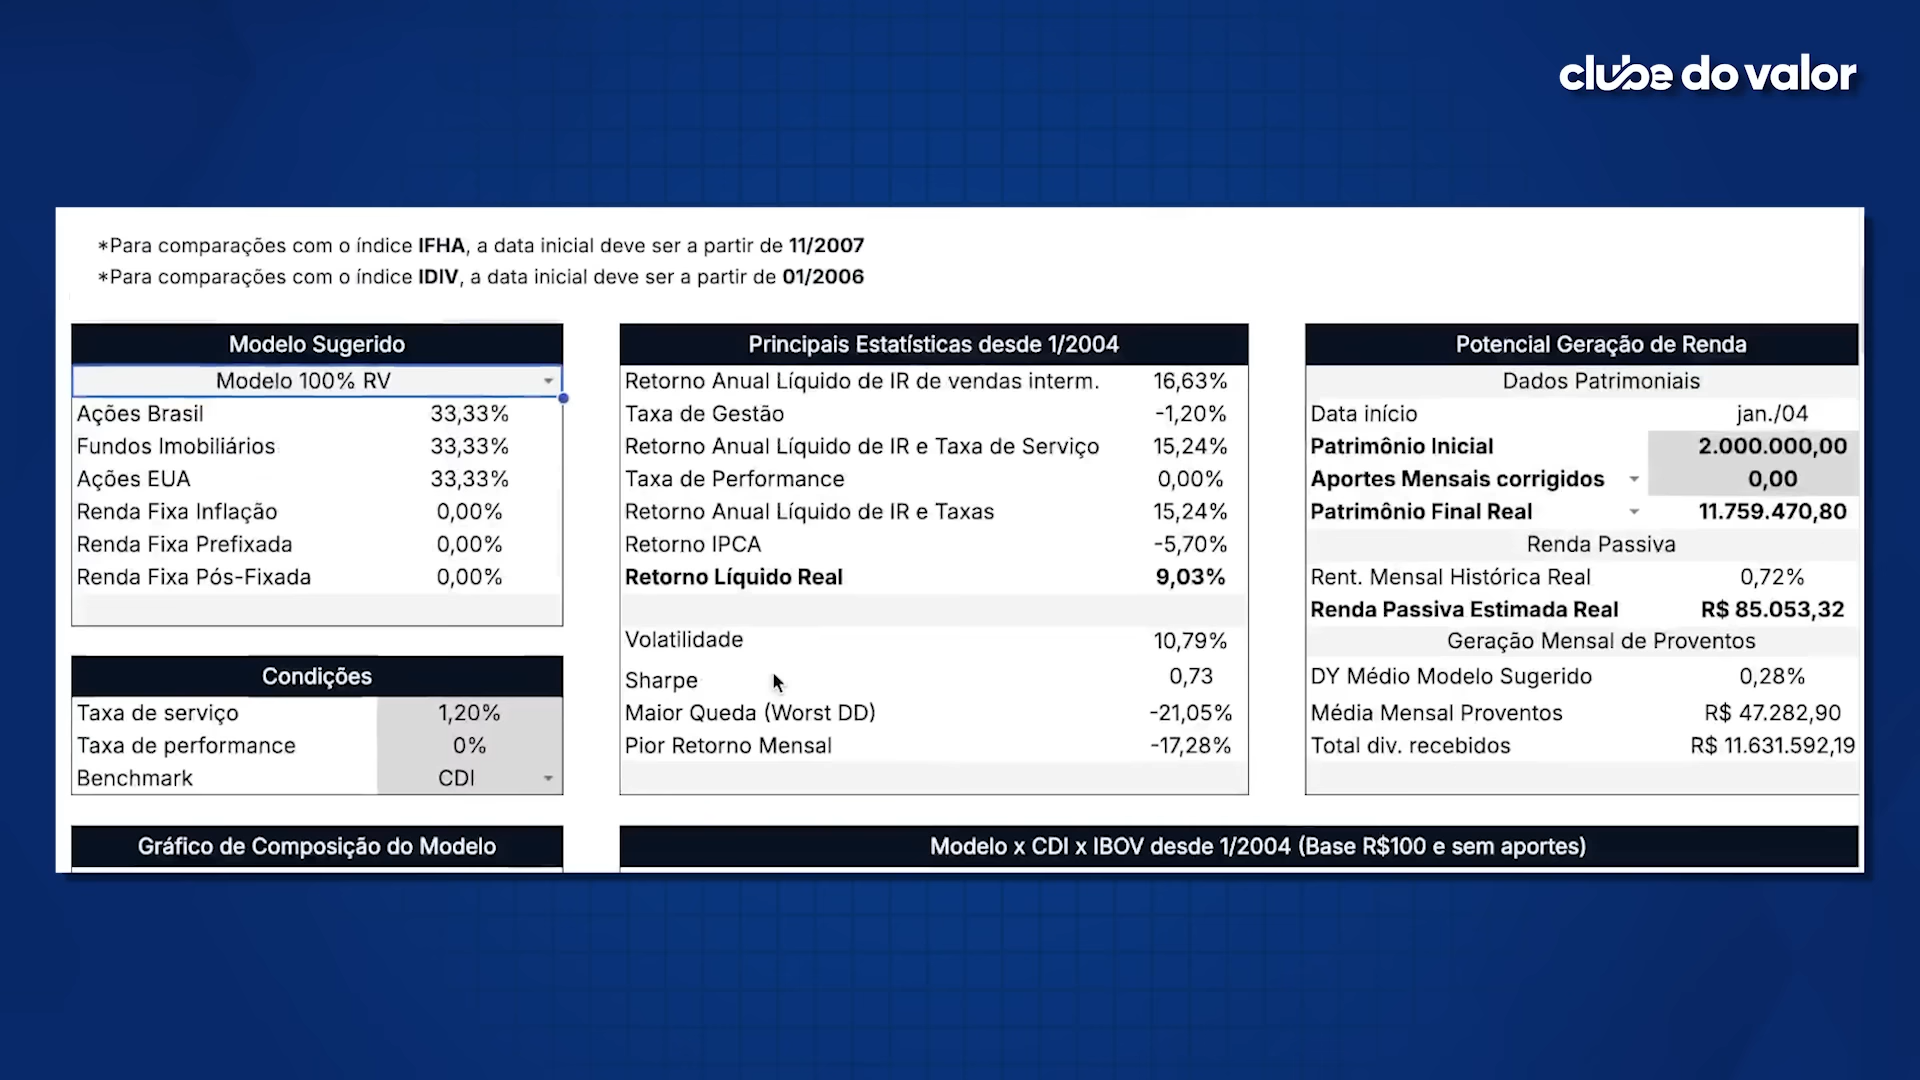 clube do valor
*Para comparações com o índice IFHA, a data inicial deve ser a partir de 11/2007
*Para comparações com o índice IDIV, a data inicial deve ser a partir de 01/2006
Modelo Sugerido
Modelo 100% RV
Ações Brasil 33,33%
Fundos Imobiliários 33,33%
Ações EUA 33,33%
Renda Fixa Inflação 0,00%
Renda Fixa Prefixada 0,00%
Renda Fixa Pós-Fixada 0,00%
Condições
Taxa de serviço 1,20%
Taxa de performance 0%
Benchmark CDI
Gráfico de Composição do Modelo
Principais Estatísticas desde 1/2004
Retorno Anual Líquido de IR de vendas interm. 16,63%
Taxa de Gestão -1,20%
Retorno Anual Líquido de IR e Taxa de Serviço 15,24%
Taxa de Performance 0,00%
Retorno Anual Líquido de IR e Taxas 15,24%
Retorno IPCA -5,70%
Retorno Líquido Real 9,03%
Volatilidade 10,79%
Sharpe 0,73
Maior Queda (Worst DD) -21,05%
Pior Retorno Mensal -17,28%
Potencial Geração de Renda
Dados Patrimoniais
Data início jan./04
Patrimônio Inicial 2.000.000,00
Aportes Mensais corrigidos 0,00
Patrimônio Final Real 11.759.470,80
Renda Passiva
Rent. Mensal Histórica Real 0,72%
Renda Passiva Estimada Real R$ 85.053,32
Geração Mensal de Proventos
DY Médio Modelo Sugerido 0,28%
Média Mensal Proventos R$ 47.282,90
Total div. recebidos R$ 11.631.592,19
Modelo x CDI x IBOV desde 1/2004 (Base R$100 e sem aportes)